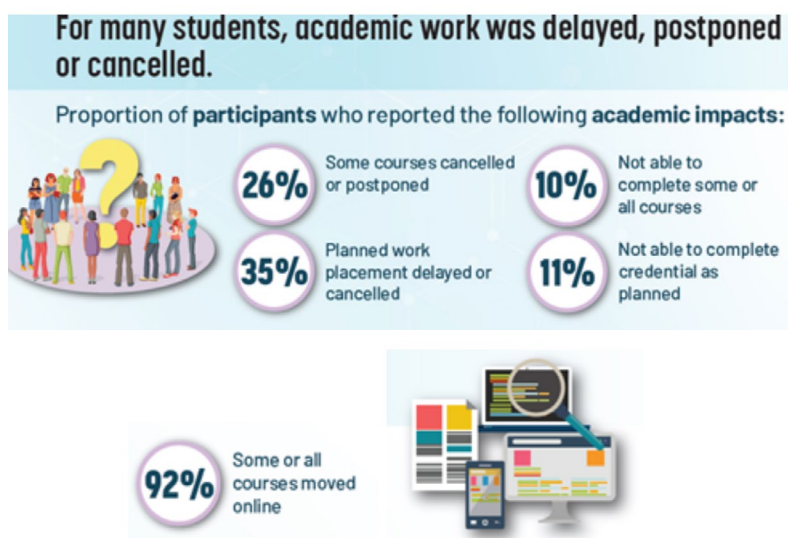 For many students, academic work was delayed, postponed
or cancelled.
Proportion of participants who reported the following academic impacts:
26%
Some courses cancelled
or postponed
10%
Not able to
complete some or
all courses
35%
Planned work
placement delayed or
cancelled
11%
Not able to complete
credential as
planned
92%
Some or all
courses moved
online